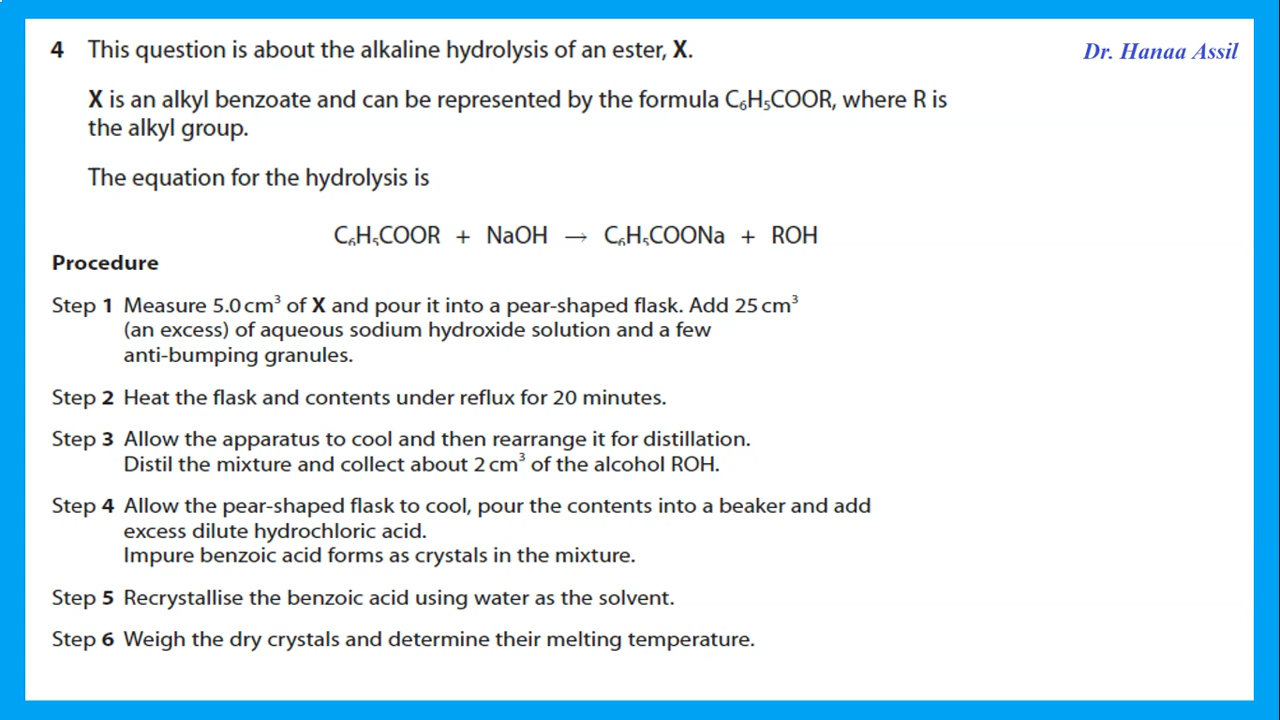 4 This question is about the alkaline hydrolysis of an ester, X.
Dr. Hanaa Assil
X is an alkyl benzoate and can be represented by the formula C₆H₅COOR, where R is
the alkyl group.
The equation for the hydrolysis is
C₆H₅COOR + NaOH → C₆H₅COONa + ROH
Procedure
Step 1 Measure 5.0 cm³ of X and pour it into a pear-shaped flask. Add 25 cm³
(an excess) of aqueous sodium hydroxide solution and a few
anti-bumping granules.
Step 2 Heat the flask and contents under reflux for 20 minutes.
Step 3 Allow the apparatus to cool and then rearrange it for distillation.
Distil the mixture and collect about 2 cm³ of the alcohol ROH.
Step 4 Allow the pear-shaped flask to cool, pour the contents into a beaker and add
excess dilute hydrochloric acid.
Impure benzoic acid forms as crystals in the mixture.
Step 5 Recrystallise the benzoic acid using water as the solvent.
Step 6 Weigh the dry crystals and determine their melting temperature.